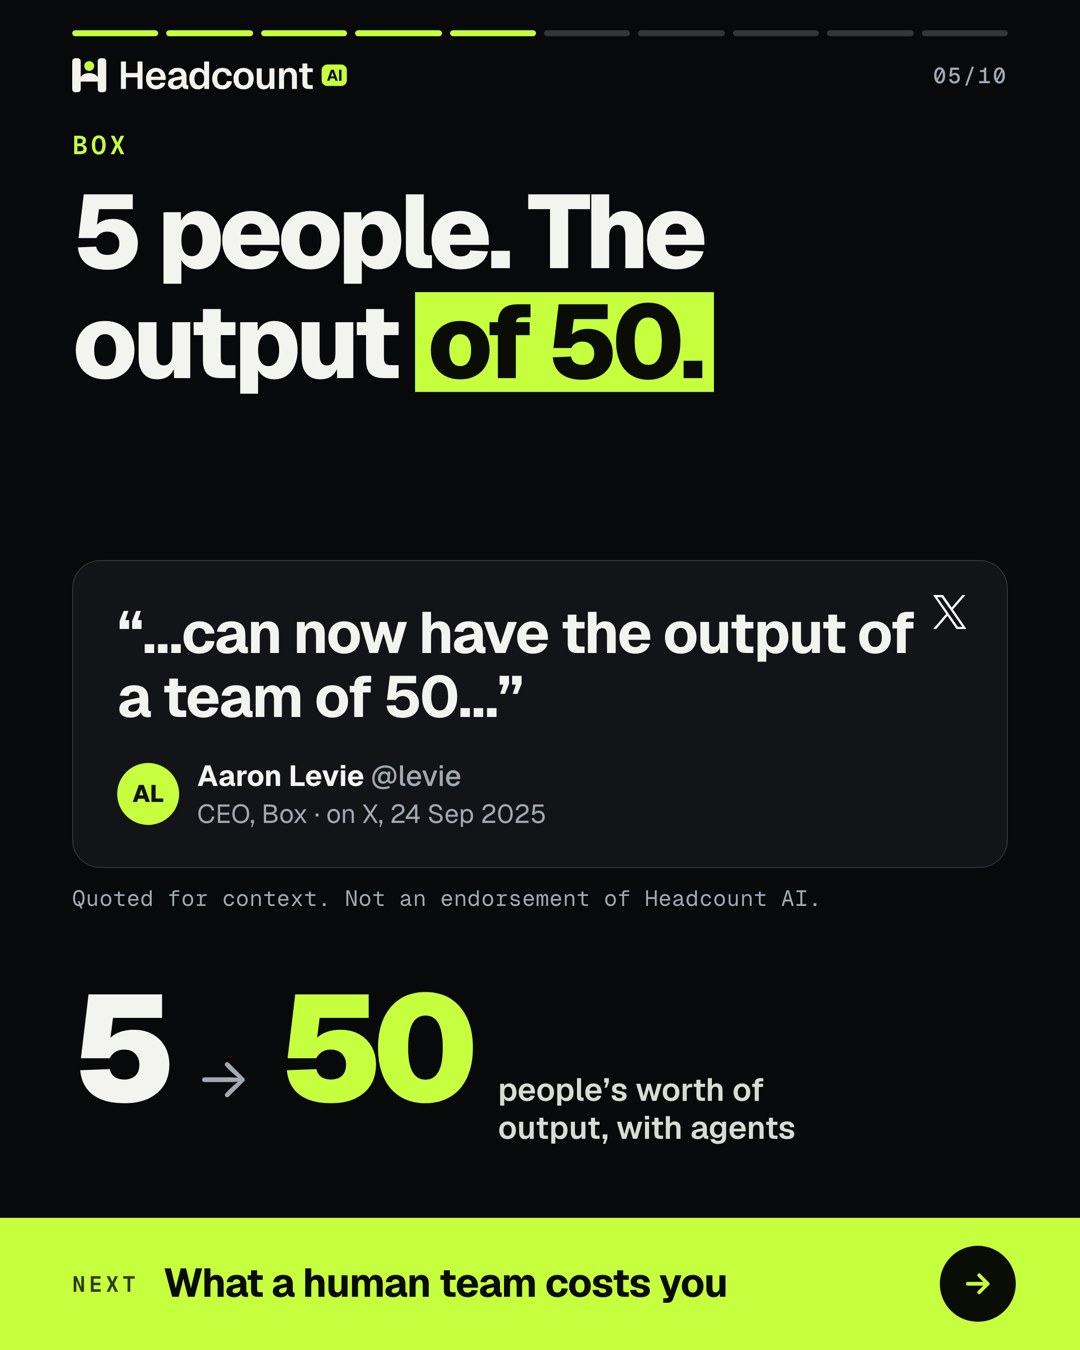 Headcount AI
05/10
BOX
5 people. The
output of 50.
“...can now have the output of
a team of 50...”
AL
Aaron Levie @levie
CEO, Box · on X, 24 Sep 2025
Quoted for context. Not an endorsement of Headcount AI.
5 → 50
people’s worth of
output, with agents
NEXT What a human team costs you →